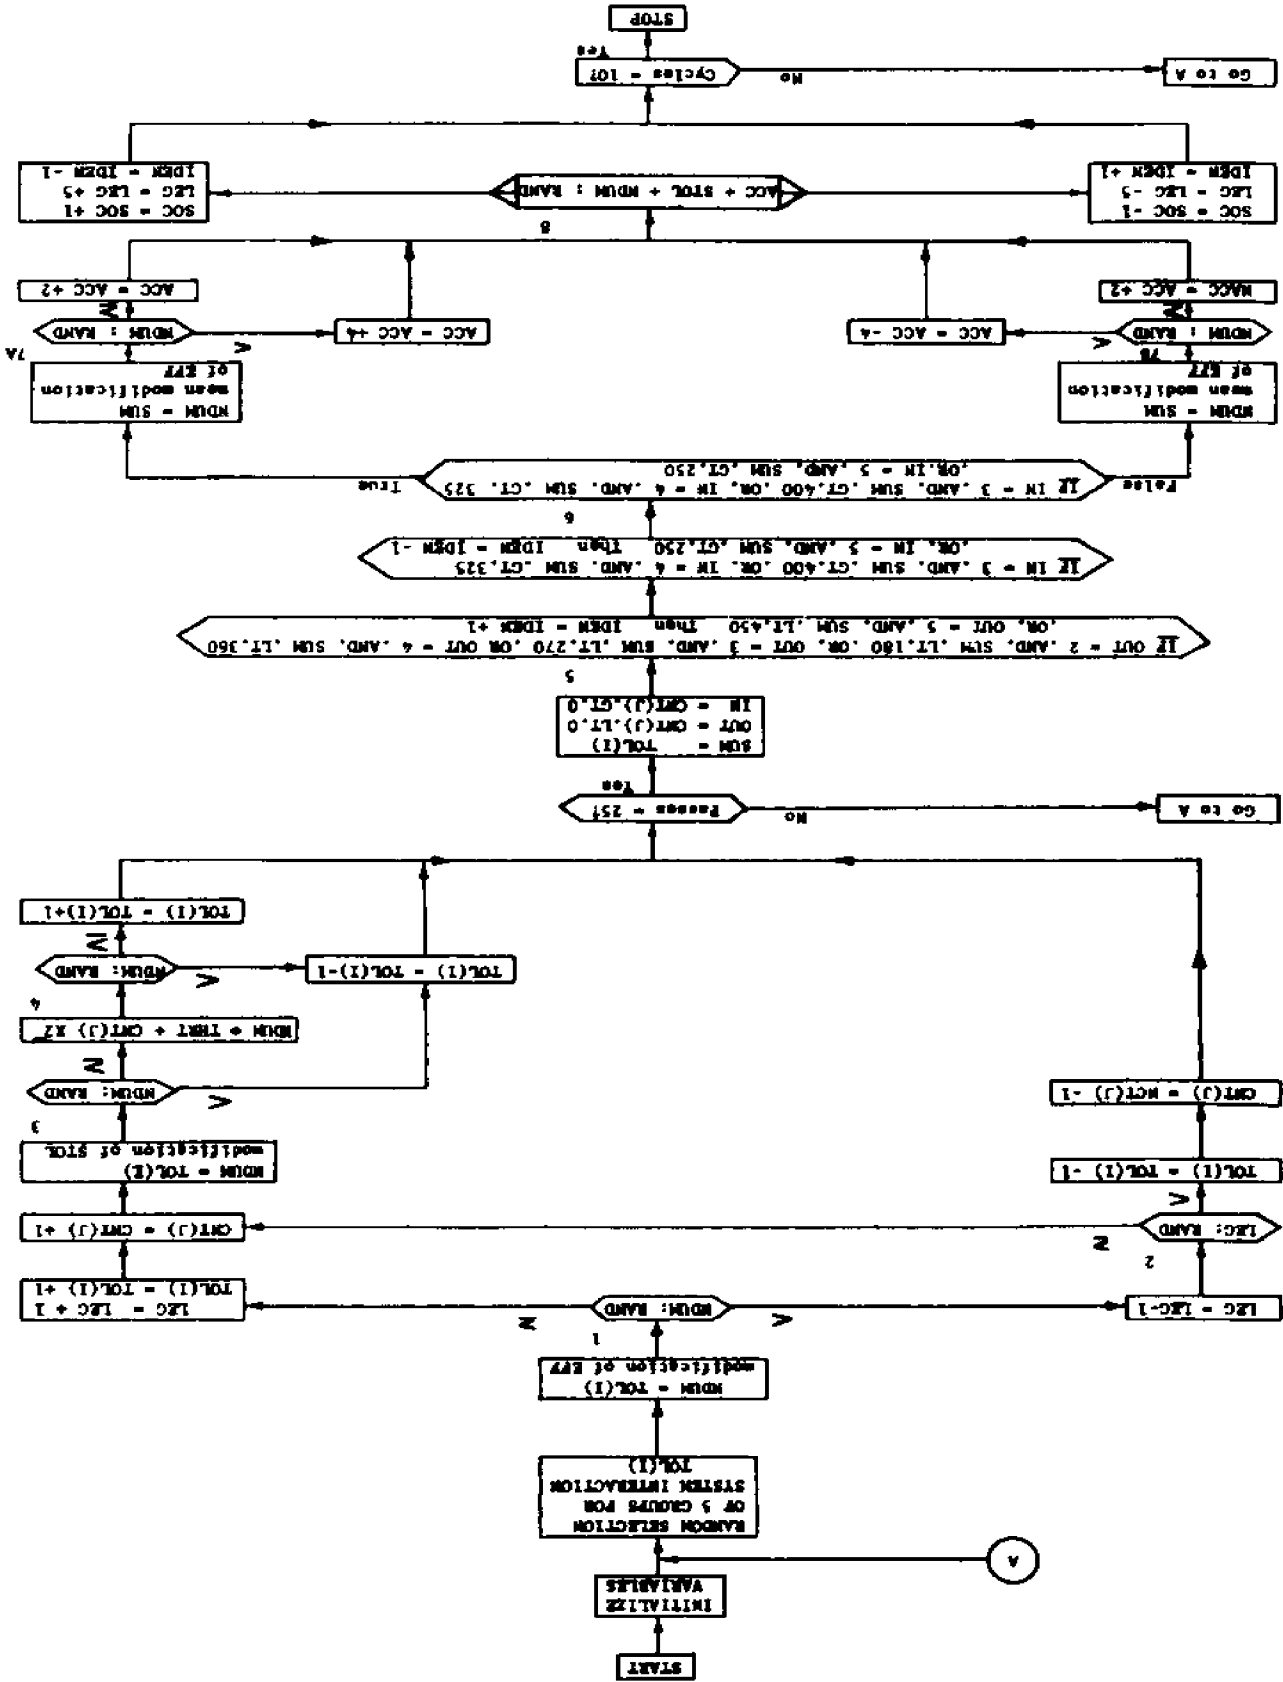 START
INITIALIZE
VARIABLES
A
RANDOM SELECTION
OF 5 GROUPS FOR
SYSTEM INTERACTION
TOL(I)
NDUM = TOL(I)
modification of EFF
1
LEG = LEG-1
NDUM: RAND
LEG = LEG + 1
TOL(I) = TOL(I) +1
2
LEG: RAND
CNT(J) = CNT(J) +1
TOL(I) = TOL(I) -1
NDUM = TOL(E)
modification of STOL
3
CNT(J) = NCT(J) -1
NDUM: RAND
NDUM + THRT + CNT(J) X2
4
NDUM: RAND
TOL(I) = TOL(I)-1
TOL(I) = TOL(I)+1
Passes = 25?
No
Go to A
Yes
SUM = TOL(I)
OUT = CNT(J).LT.0
IN = CNT(J).GT.0
5
IF OUT = 2 .AND. SUM .LT.180 .OR. OUT = 3 .AND. SUM .LT.270 .OR OUT = 4 .AND. SUM .LT.360
.OR. OUT = 5 .AND. SUM .LT.450 Then IDEN = IDEN +1
IF IN = 3 .AND. SUM .GT.400 .OR. IN = 4 .AND. SUM .GT.325
.OR. IN = 5 .AND. SUM .GT.250 Then IDEN = IDEN -1
6
IF IN = 3 .AND. SUM .GT.400 .OR. IN = 4 .AND. SUM .GT. 325
.OR.IN = 5 .AND. SUM .GT.250
False
True
NDUM = SUM
mean modification
of EFF
7B
NDUM = SUM
mean modification
of EFF
7A
NDUM : RAND
ACC = ACC -4
ACC = ACC +4
NDUM : RAND
NACC = ACC +2
ACC = ACC +2
8
SOC = SOC -1
LEG = LEG -5
IDEN = IDEN +1
ACC + STOL + NDUM : RAND
SOC = SOC +1
LEG = LEG +5
IDEN = IDEN -1
Cycles = 10?
No
Go to A
Yes
STOP